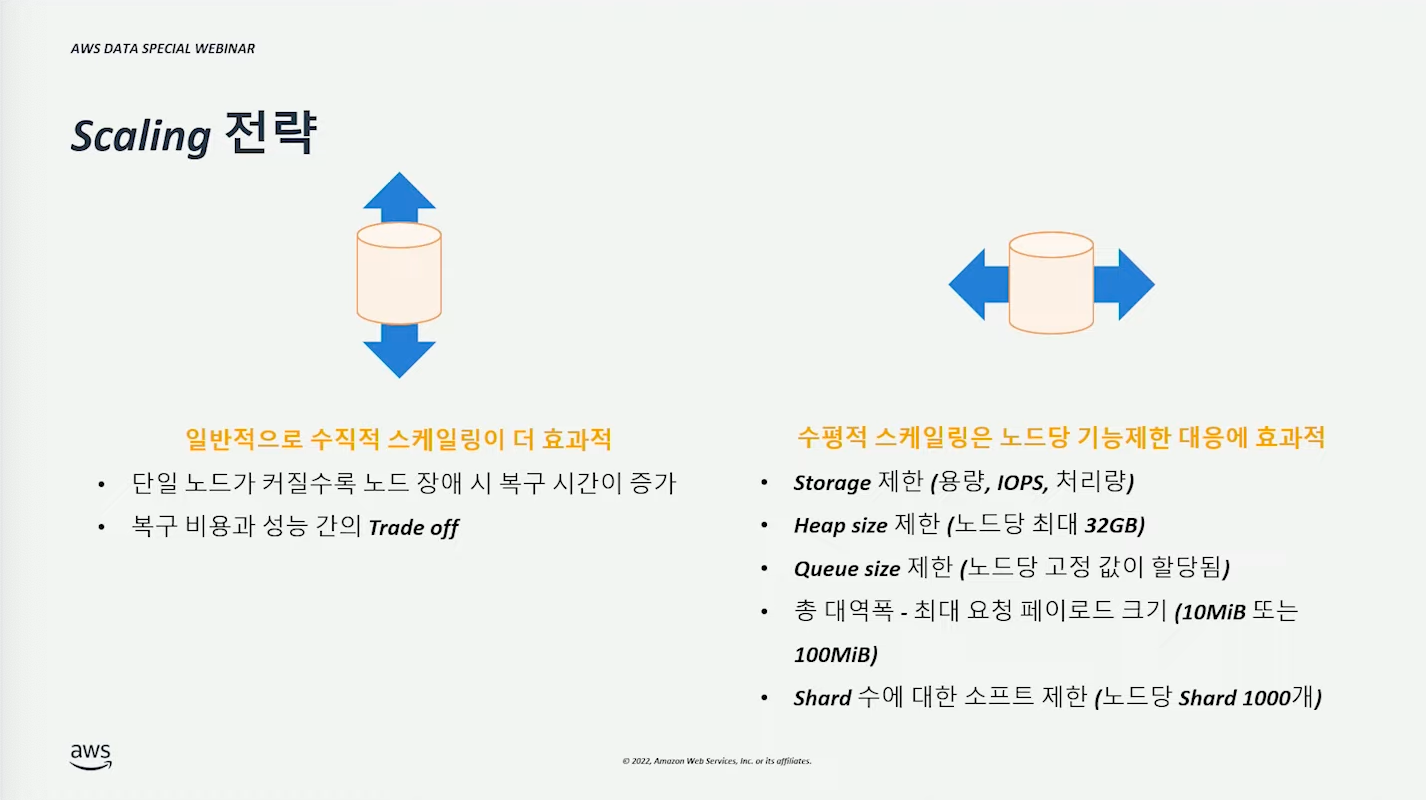 AWS DATA SPECIAL WEBINAR
Scaling 전략
일반적으로 수직적 스케일링이 더 효과적
• 단일 노드가 커질수록 노드 장애 시 복구 시간이 증가
• 복구 비용과 성능 간의 Trade off
수평적 스케일링은 노드당 기능제한 대응에 효과적
• Storage 제한 (용량, IOPS, 처리량)
• Heap size 제한 (노드당 최대 32GB)
• Queue size 제한 (노드당 고정 값이 할당됨)
• 총 대역폭 - 최대 요청 페이로드 크기 (10MiB 또는
100MiB)
• Shard 수에 대한 소프트 제한 (노드당 Shard 1000개)
aws
© 2022, Amazon Web Services, Inc. or its affiliates.